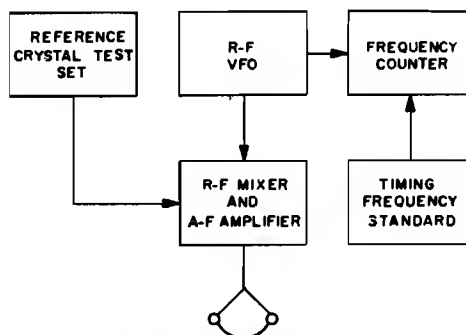 REFERENCE
CRYSTAL TEST
SET
R-F
VFO
FREQUENCY
COUNTER
R-F MIXER
AND
A-F AMPLIFIER
TIMING
FREQUENCY
STANDARD